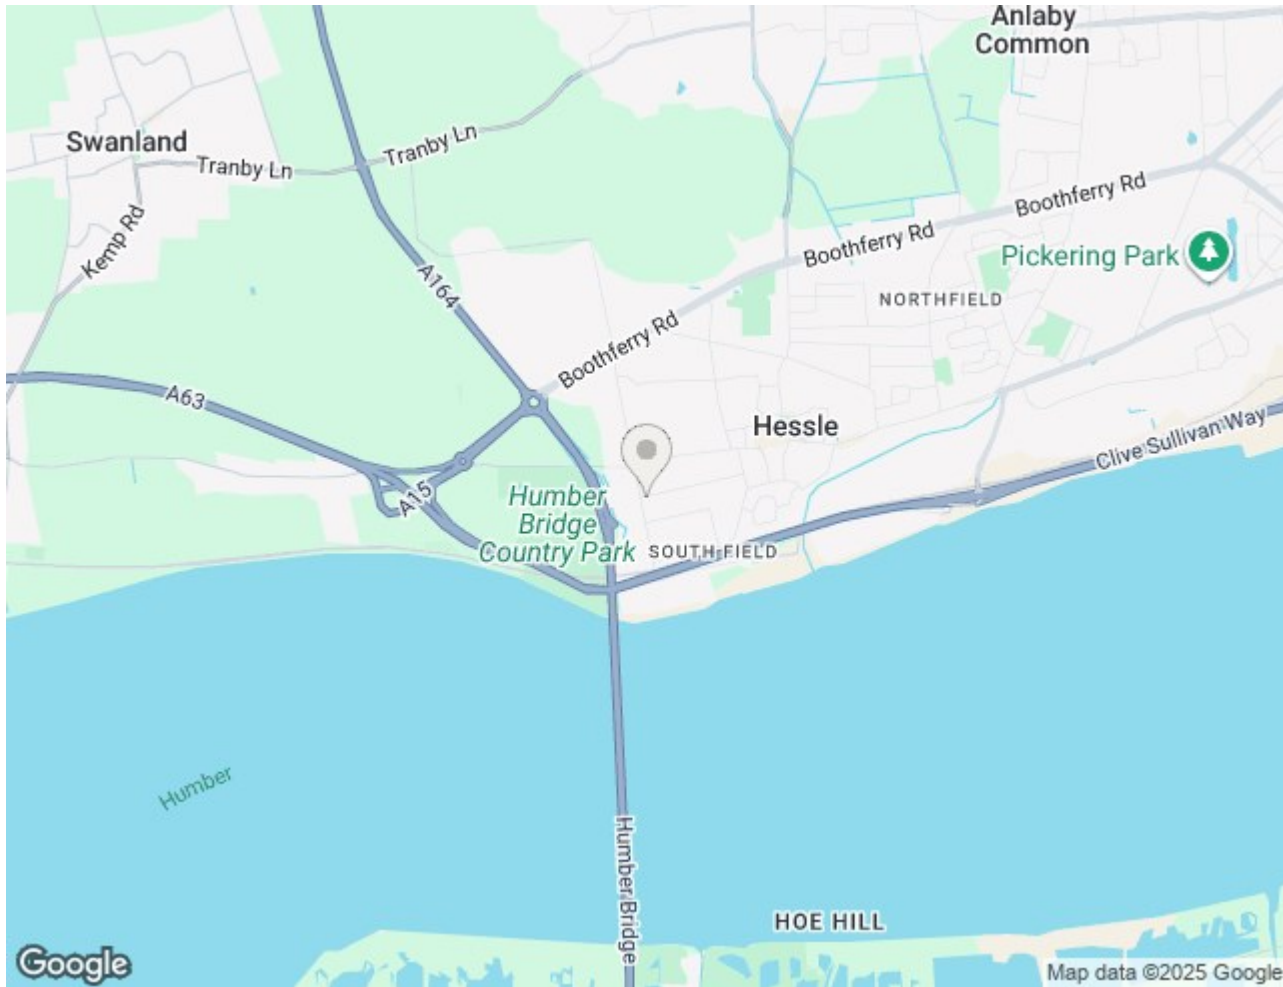 Anlaby
Common
Swanland
Tranby Ln
Tranby Ln
Kemp Rd
Boothferry Rd
Boothferry Rd
Pickering Park
A164
NORTHFIELD
Boothferry Rd
A63
Hessle
Clive Sullivan Way
A15
Humber
Bridge
Country Park
SOUTH FIELD
Humber
Humber Bridge
HOE HILL
Google
Map data ©2025 Google